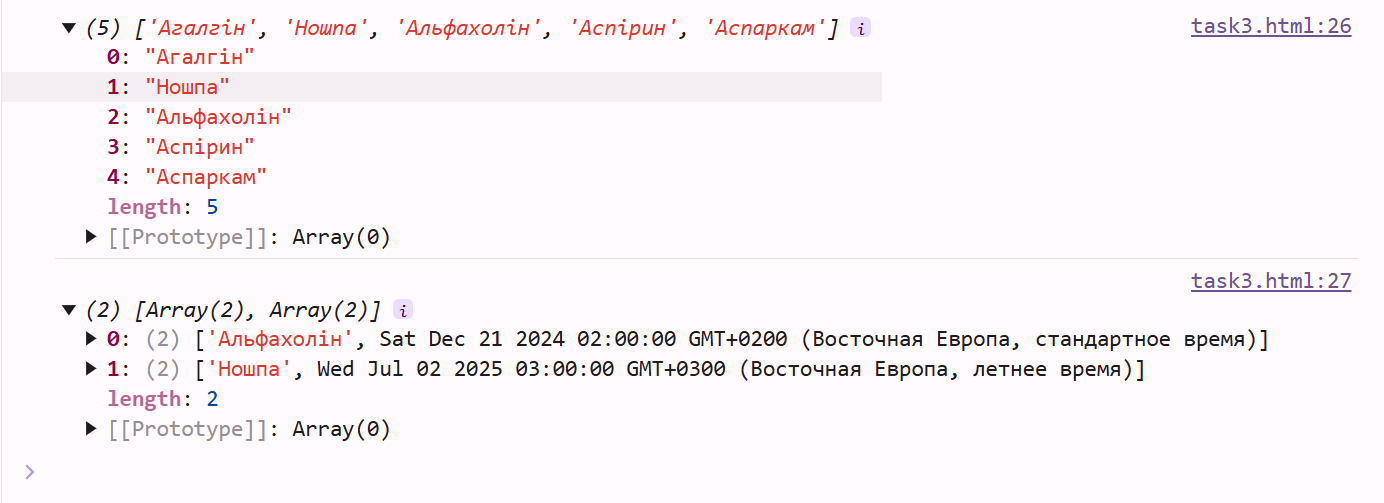 ▼ (5) ['Агалгін', 'Ношпа', 'Альфахолін', 'Аспірин', 'Аспаркам'] i task3.html:26
0: "Агалгін"
1: "Ношпа"
2: "Альфахолін"
3: "Аспірин"
4: "Аспаркам"
length: 5
▶ [[Prototype]]: Array(0)
task3.html:27
▼ (2) [Array(2), Array(2)] i
▶ 0: (2) ['Альфахолін', Sat Dec 21 2024 02:00:00 GMT+0200 (Восточная Европа, стандартное время)]
▶ 1: (2) ['Ношпа', Wed Jul 02 2025 03:00:00 GMT+0300 (Восточная Европа, летнее время)]
length: 2
▶ [[Prototype]]: Array(0)